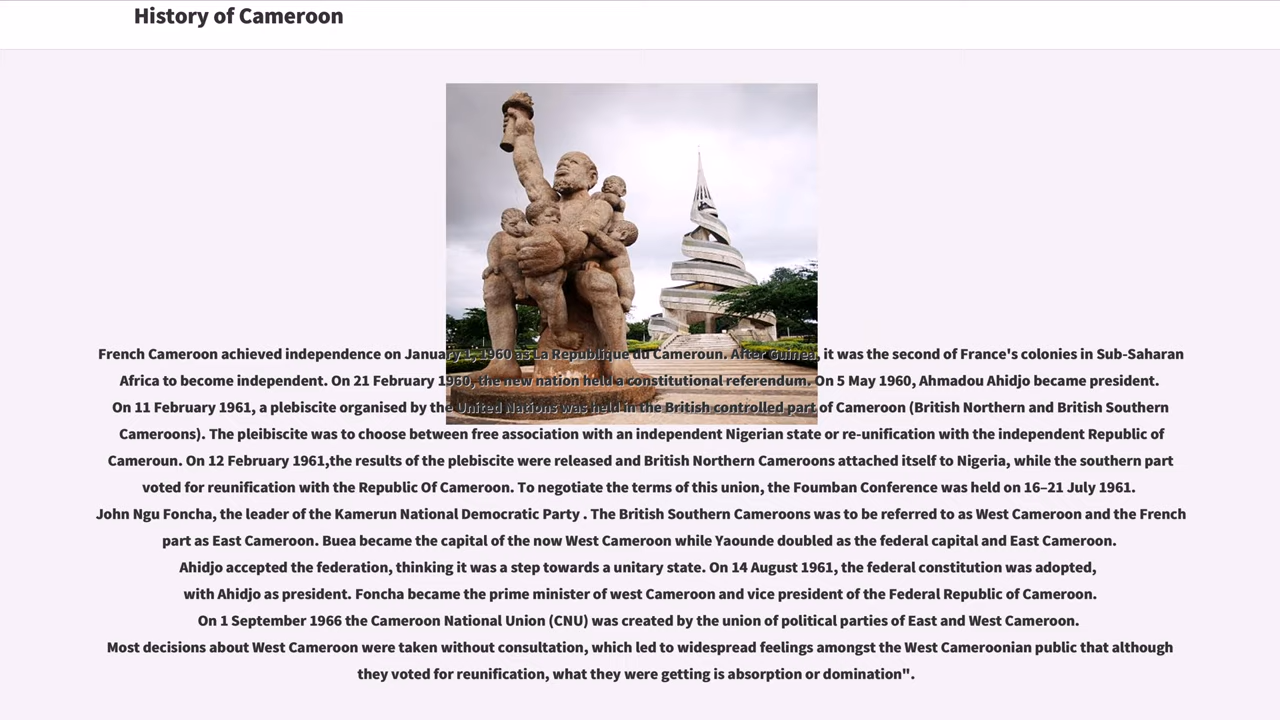 History of Cameroon
French Cameroon achieved independence on January 1, 1960 as La Republique du Cameroun. After Guinea, it was the second of France's colonies in Sub-Saharan
Africa to become independent. On 21 February 1960, the new nation held a constitutional referendum. On 5 May 1960, Ahmadou Ahidjo became president.
On 11 February 1961, a plebiscite organised by the United Nations was held in the British controlled part of Cameroon (British Northern and British Southern
Cameroons). The pleibiscite was to choose between free association with an independent Nigerian state or re-unification with the independent Republic of
Cameroun. On 12 February 1961,the results of the plebiscite were released and British Northern Cameroons attached itself to Nigeria, while the southern part
voted for reunification with the Republic Of Cameroon. To negotiate the terms of this union, the Foumban Conference was held on 16–21 July 1961.
John Ngu Foncha, the leader of the Kamerun National Democratic Party . The British Southern Cameroons was to be referred to as West Cameroon and the French
part as East Cameroon. Buea became the capital of the now West Cameroon while Yaounde doubled as the federal capital and East Cameroon.
Ahidjo accepted the federation, thinking it was a step towards a unitary state. On 14 August 1961, the federal constitution was adopted,
with Ahidjo as president. Foncha became the prime minister of west Cameroon and vice president of the Federal Republic of Cameroon.
On 1 September 1966 the Cameroon National Union (CNU) was created by the union of political parties of East and West Cameroon.
Most decisions about West Cameroon were taken without consultation, which led to widespread feelings amongst the West Cameroonian public that although
they voted for reunification, what they were getting is absorption or domination".